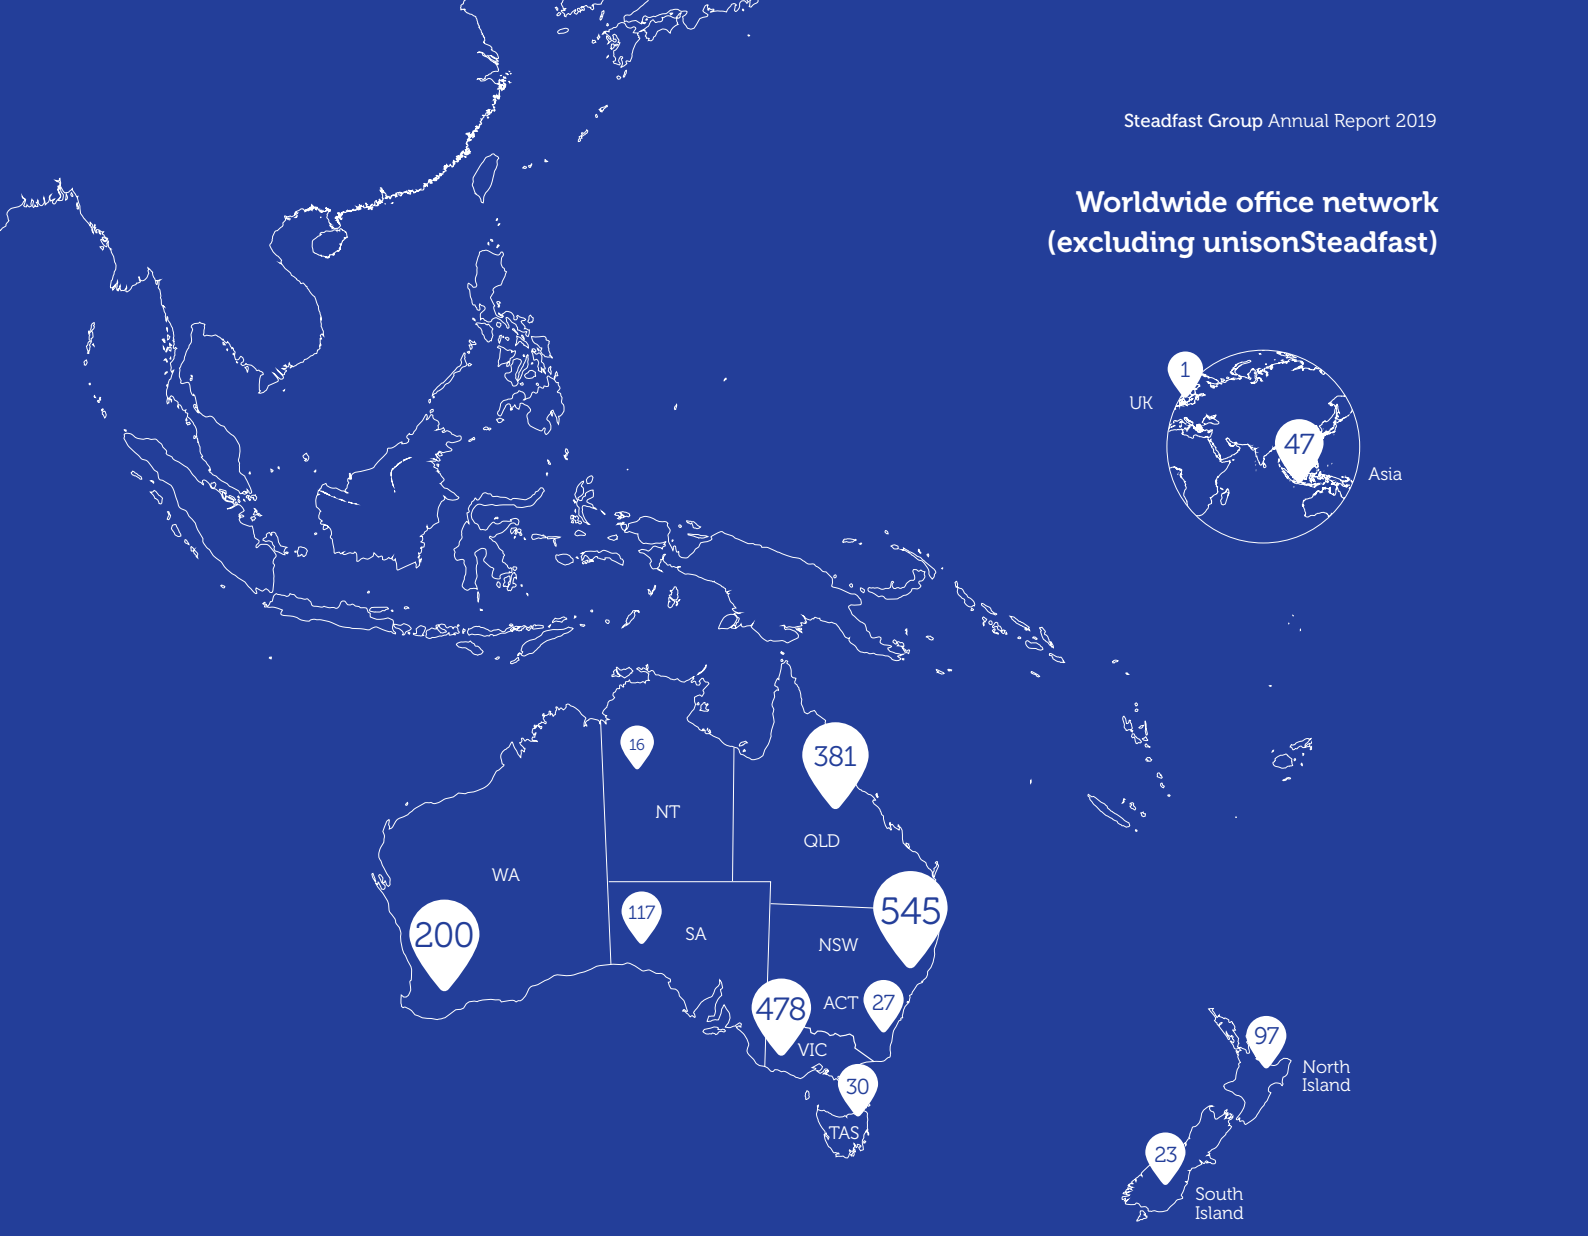 Steadfast Group Annual Report 2019
Worldwide office network
(excluding unisonSteadfast)
1
UK
47
Asia
16
381
NT
QLD
WA
200
117
SA
545
NSW
478
ACT 27
VIC
30
TAS
97
North
Island
23
South
Island